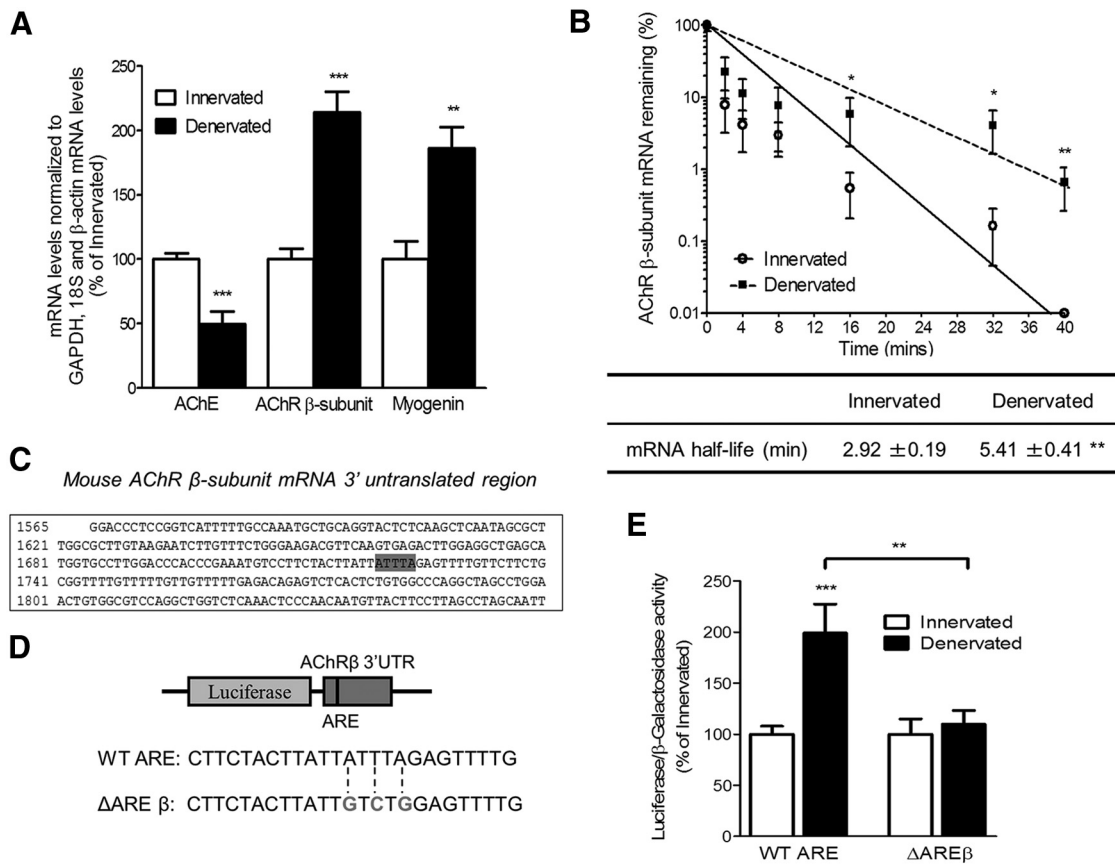 A
mRNA levels normalized to
GAPDH, 18S and β-actin mRNA levels
(% of Innervated)
250
200
150
100
50
0
Innervated
Denervated
***
***
**
AChE
AChR β-subunit
Myogenin
B
AChR β-subunit mRNA remaining (%)
100
10
1
0.1
0.01
*
*
**
Innervated
Denervated
0 4 8 12 16 20 24 28 32 36 40
Time (mins)
Innervated Denervated
mRNA half-life (min) 2.92 ±0.19 5.41 ±0.41 **
C
Mouse AChR β-subunit mRNA 3' untranslated region
1565 GGACCCTCCGGTCATTTTTGCCAAATGCTGCAGGTACTCTCAAGCTCAATAGCGCT
1621 TGGCGCTTGTAAGAATCTTGTTTCTGGGAAGACGTTCAAGTGAGACTTGGAGGCTGAGCA
1681 TGGTGCCTTGGACCCACCGAAATGTCCTTCTACTTATTATTTAGAGTTTTGTTCTTCTG
1741 CGGTTTTGTTTTTGTTGTTTTTGAGACAGAGTCTCACTCTGTGGCCCAGGCTAGCCTGGA
1801 ACTGTGGCGTCCAGGCTGGTCTCAAACTCCCAACAATGTTACTTCCTTAGCCTAGCAATT
D
AChRβ 3'UTR
Luciferase
ARE
WT ARE: CTTCTACTTATTATTTAGAGTTTTG
ΔARE β: CTTCTACTTATTGTCTGGAGTTTTG
E
Luciferase/β-Galactosidase activity
(% of Innervated)
250
200
150
100
50
0
**
***
Innervated
Denervated
WT ARE
ΔAREβ